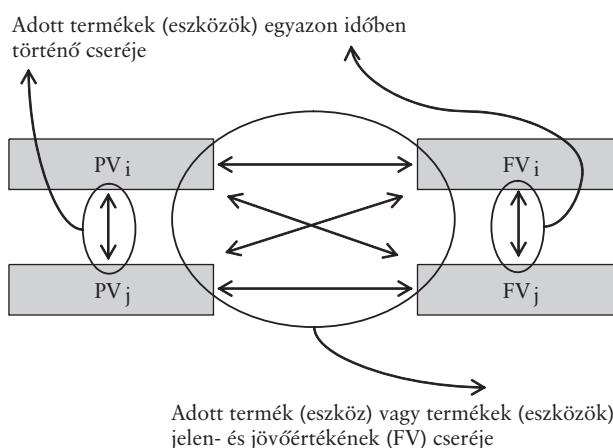 Adott termékek (eszközök) egyazon időben
történő cseréje
PV i
FV i
PV j
FV j
Adott termék (eszköz) vagy termékek (eszközök)
jelen- és jövőértékének (FV) cseréje